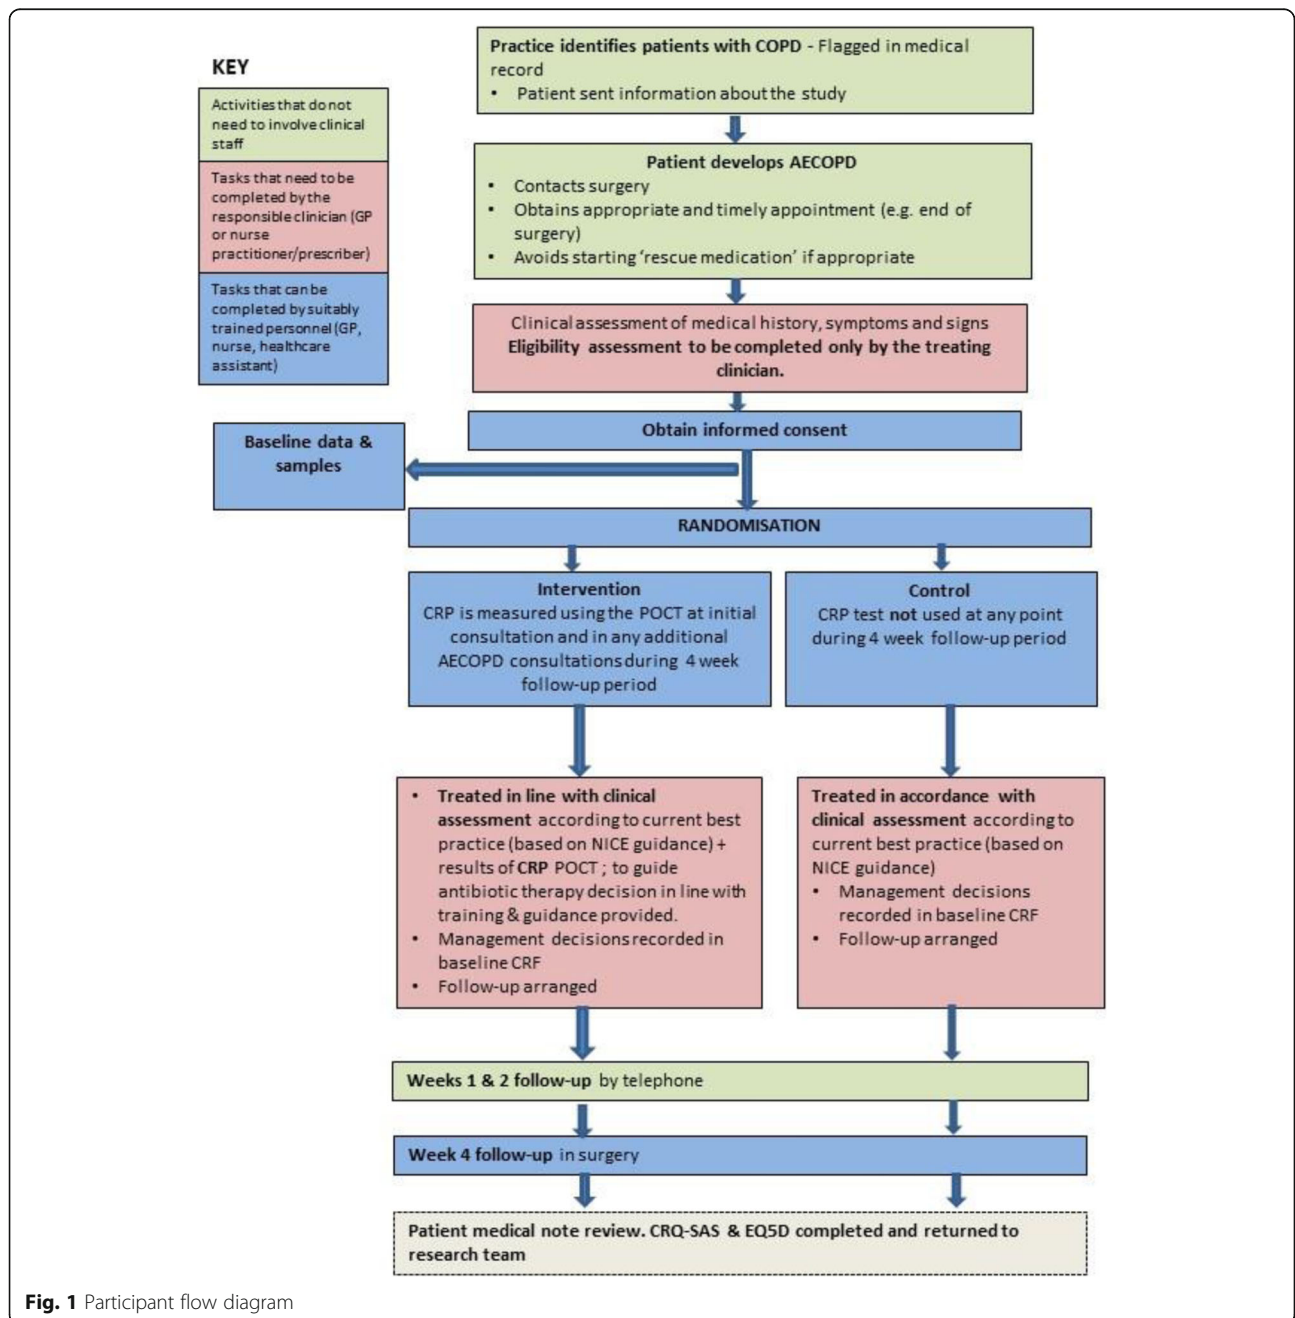 KEY
Activities that do not
need to involve clinical
staff
Tasks that need to be
completed by the
responsible clinician (GP
or nurse
practitioner/prescriber)
Tasks that can be
completed by suitably
trained personnel (GP,
nurse, healthcare
assistant)
Practice identifies patients with COPD - Flagged in medical
record
• Patient sent information about the study
Patient develops AECOPD
• Contacts surgery
• Obtains appropriate and timely appointment (e.g. end of
surgery)
• Avoids starting ‘rescue medication’ if appropriate
Clinical assessment of medical history, symptoms and signs
Eligibility assessment to be completed only by the treating
clinician.
Obtain informed consent
Baseline data &
samples
RANDOMISATION
Intervention
CRP is measured using the POCT at initial
consultation and in any additional
AECOPD consultations during 4 week
follow-up period
Control
CRP test not used at any point
during 4 week follow-up period
• Treated in line with clinical
assessment according to current best
practice (based on NICE guidance) +
results of CRP POCT ; to guide
antibiotic therapy decision in line with
training & guidance provided.
• Management decisions recorded in
baseline CRF
• Follow-up arranged
Treated in accordance with
clinical assessment according to
current best practice (based on
NICE guidance)
• Management decisions
recorded in baseline CRF
• Follow-up arranged
Weeks 1 & 2 follow-up by telephone
Week 4 follow-up in surgery
Patient medical note review. CRQ-SAS & EQ5D completed and returned to
research team
Fig. 1 Participant flow diagram